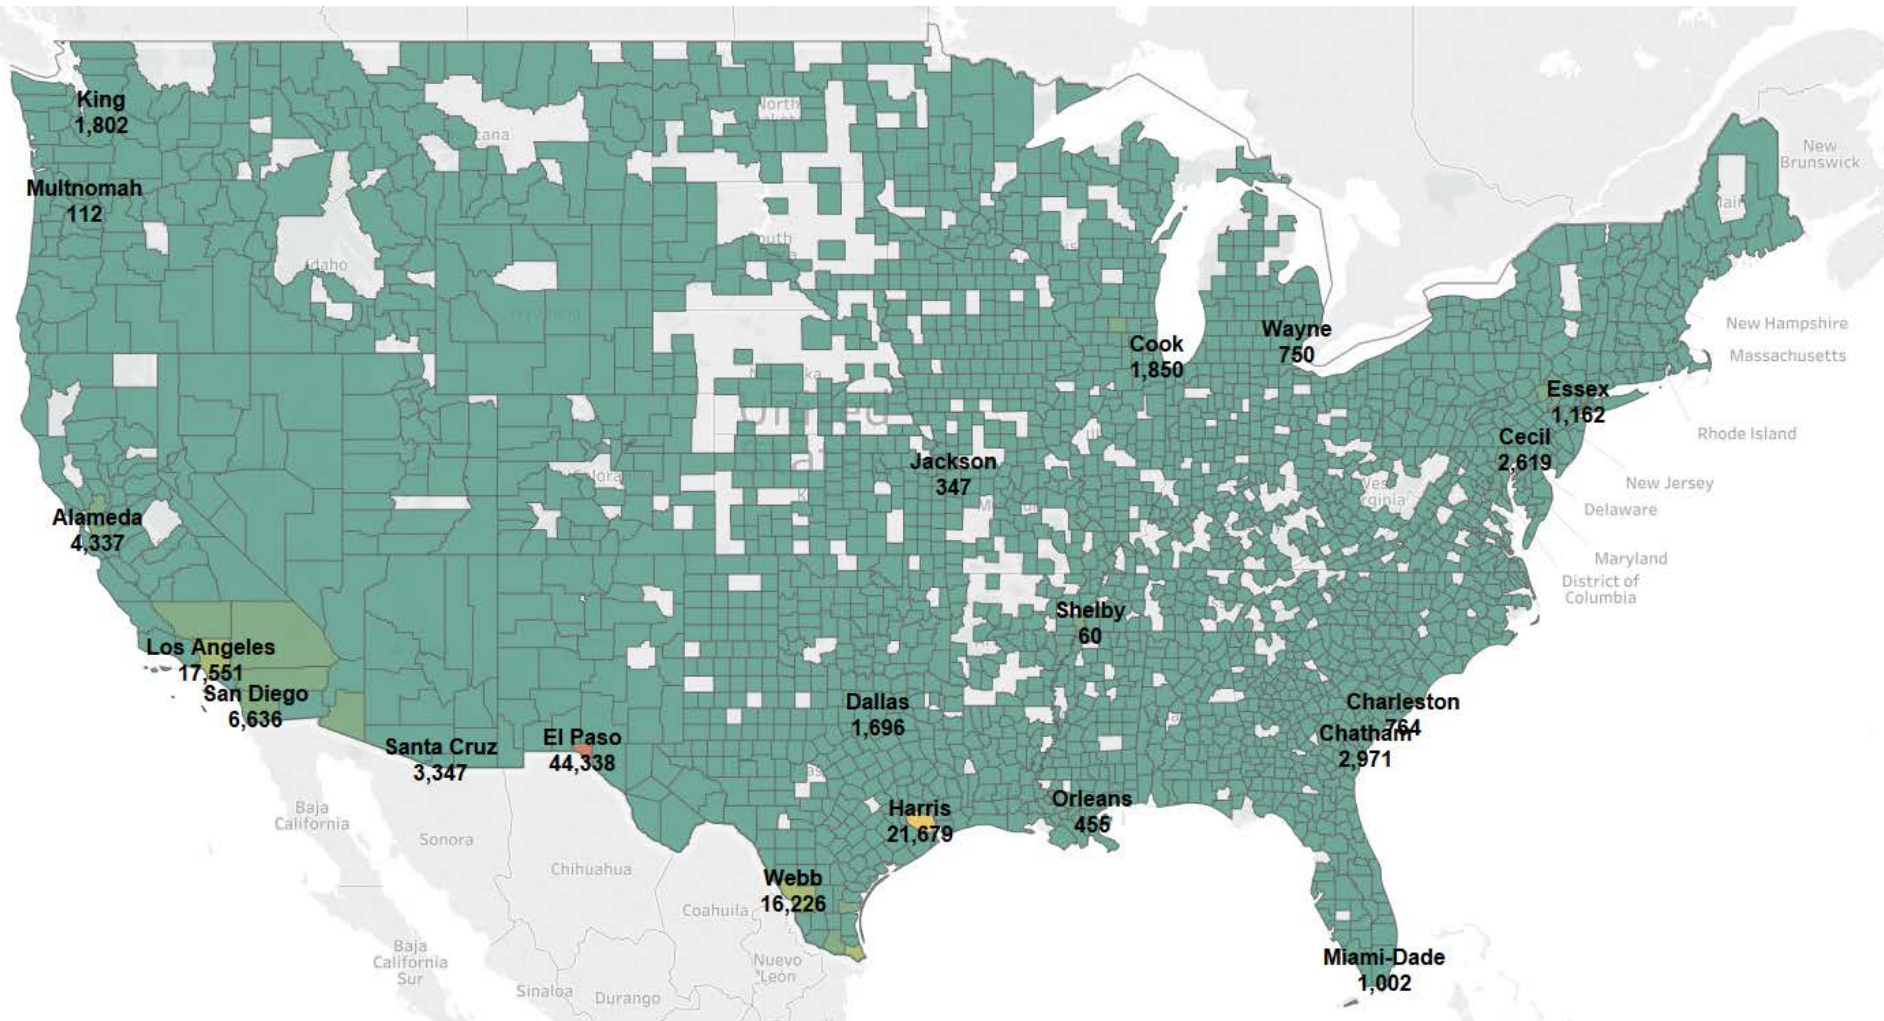 New
Brunswick
King
1,802
North
Multnomah
112
Idaho
New Hampshire
Massachusetts
Wayne
750
Cook
1,850
Essex
1,162
Rhode Island
Cecil
2,619
United
Jackson
347
New Jersey
Delaware
Alameda
4,337
Maryland
District of
Columbia
Shelby
60
Los Angeles
17,551
San Diego
6,636
Dallas
1,696
Charleston
764
Chatham
2,971
Santa Cruz
3,347
El Paso
44,338
Harris
21,679
Orleans
455
Baja
California
Sonora
Chihuahua
Webb
16,226
Coahuila
Baja
California
Sur
Nuevo
León
Miami-Dade
1,002
Sinaloa
Durango